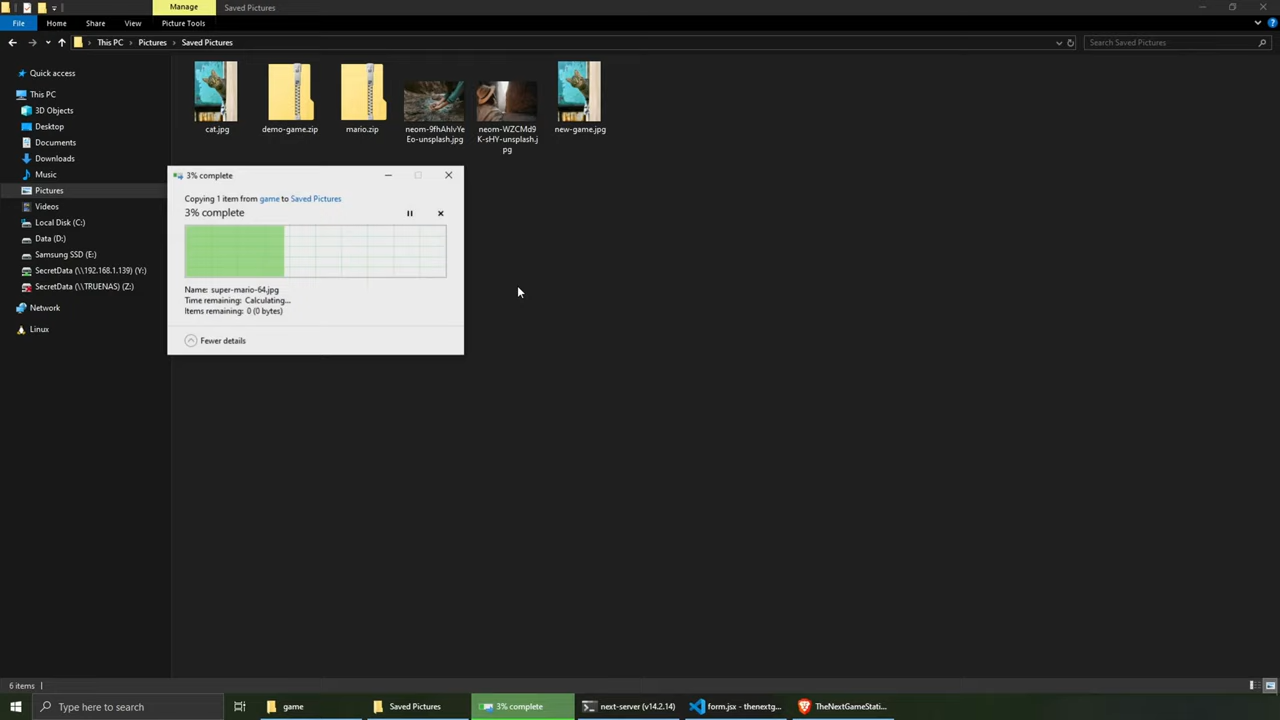 Manage
Saved Pictures
File
Home
Share
View
Picture Tools
This PC
Pictures
Saved Pictures
Search Saved Pictures
Quick access
This PC
3D Objects
Desktop
Documents
Downloads
Music
Pictures
Videos
Local Disk (C:)
Data (D:)
Samsung SSD (E:)
SecretData (\\192.168.1.139) (Y:)
SecretData (\\TRUENAS) (Z:)
Network
Linux
cat.jpg
demo-game.zip
mario.zip
neom-9fhAhIvYe
Eo-unsplash.jpg
neom-WZCMd9
K-sHY-unsplash.j
pg
new-game.jpg
3% complete
Copying 1 item from game to Saved Pictures
3% complete
Name: super-mario-64.jpg
Time remaining: Calculating...
Items remaining: 0 (0 bytes)
Fewer details
6 items
Type here to search
game
Saved Pictures
3% complete
next-server (v14.2.14)
form.jsx - thenextg...
TheNextGameStati...